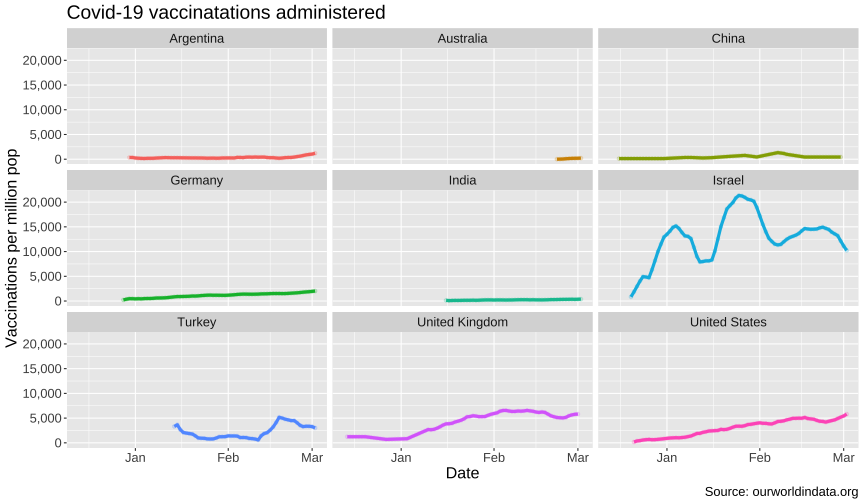 Covid-19 vaccinatations administered
Argentina
Australia
China
20,000
15,000
10,000
5,000
0
Germany
India
Israel
20,000
15,000
10,000
5,000
0
Turkey
United Kingdom
United States
20,000
15,000
10,000
5,000
0
Vaccinations per million pop
Jan Feb Mar
Jan Feb Mar
Jan Feb Mar
Date
Source: ourworldindata.org